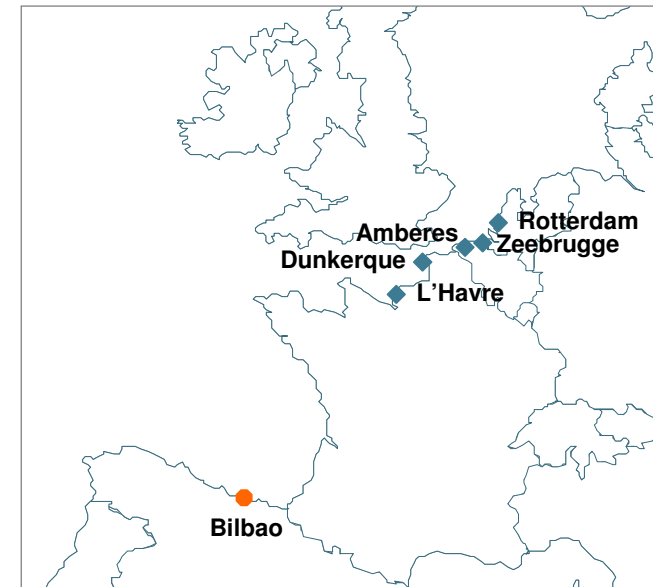 Rotterdam
Amberes
Zeebrugge
Dunkerque
L'Havre
Bilbao